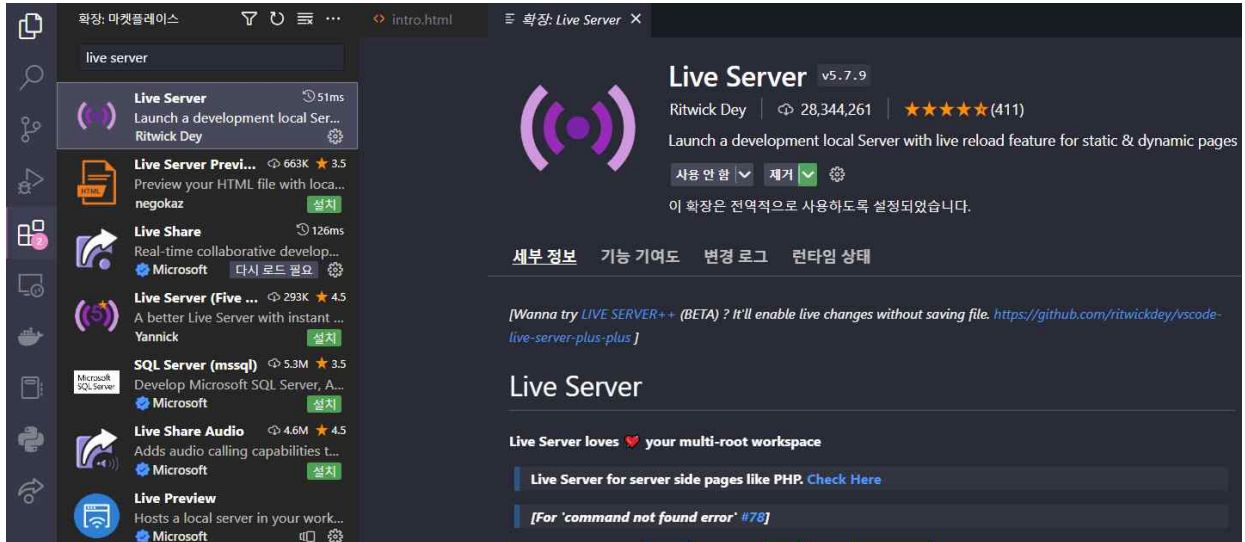 확장: 마켓플레이스
intro.html
확장: Live Server
live server
Live Server 51ms
Launch a development local Ser...
Ritwick Dey
Live Server Previ... 663K 3.5
Preview your HTML file with loca...
negokaz 설치
Live Share 126ms
Real-time collaborative develop...
Microsoft 다시 로드 필요
Live Server (Five ... 293K 4.5
A better Live Server with instant ...
Yannick 설치
SQL Server (mssql) 5.3M 3.5
Develop Microsoft SQL Server, A...
Microsoft 설치
Live Share Audio 4.6M 4.5
Adds audio calling capabilities t...
Microsoft 설치
Live Preview
Hosts a local server in your work...
Microsoft
2
HTML
5
Microsoft
SQL Server
Live Server v5.7.9
Ritwick Dey 28,344,261 (411)
Launch a development local Server with live reload feature for static & dynamic pages
사용 안 함 제거
이 확장은 전역적으로 사용하도록 설정되었습니다.
세부 정보 기능 기여도 변경 로그 런타임 상태
[Wanna try LIVE SERVER++ (BETA) ? It'll enable live changes without saving file. https://github.com/ritwickdey/vscode-
live-server-plus-plus ]
Live Server
Live Server loves your multi-root workspace
Live Server for server side pages like PHP. Check Here
[For `command not found error` #78]